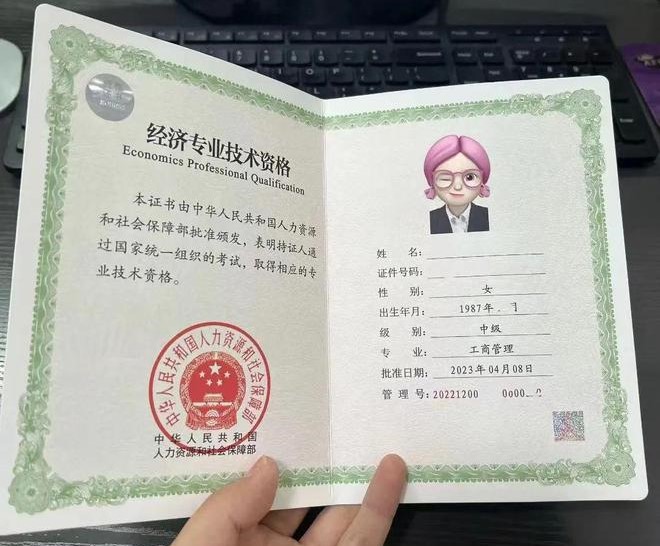 经济专业技术资格
Economics Professional Qualification
本证书由中华人民共和国人力资源
和社会保障部批准颁发，表明持证人通
过国家统一组织的考试，取得相应的专
业技术资格。
中华人民共和国人力资源和社会保障部
中华人民共和国
人力资源和社会保障部
姓 名：
证件号码：
性 别： 女
出生年月： 1987年
级 别： 中级
专 业： 工商管理
批准日期： 2023年04月08日
管 理 号： 20221200